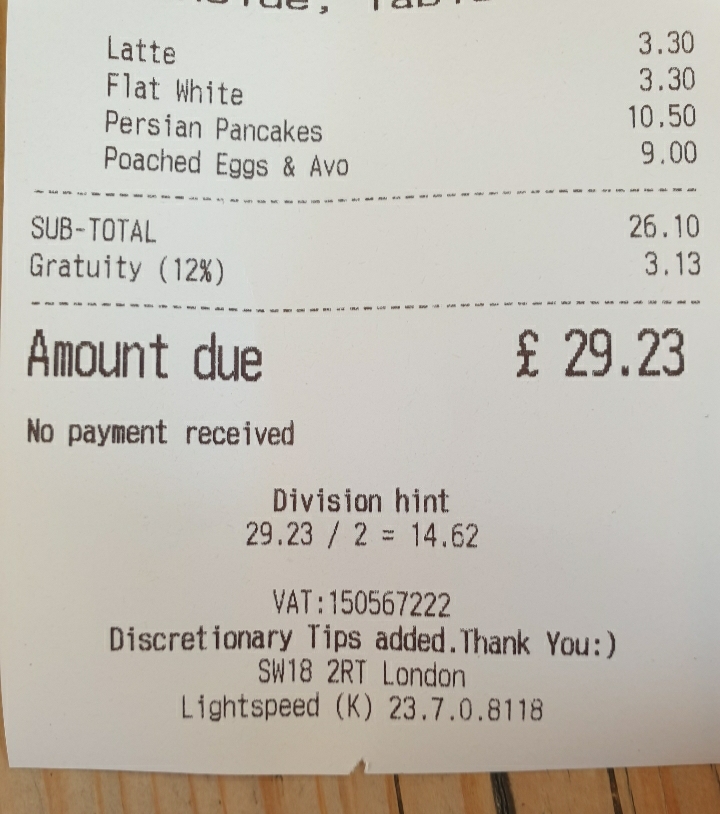 Latte 3.30
Flat White 3.30
Persian Pancakes 10.50
Poached Eggs & Avo 9.00
SUB-TOTAL 26.10
Gratuity (12%) 3.13
Amount due £ 29.23
No payment received
Division hint
29.23 / 2 = 14.62
VAT:150567222
Discretionary Tips added.Thank You:)
SW18 2RT London
Lightspeed (K) 23.7.0.8118